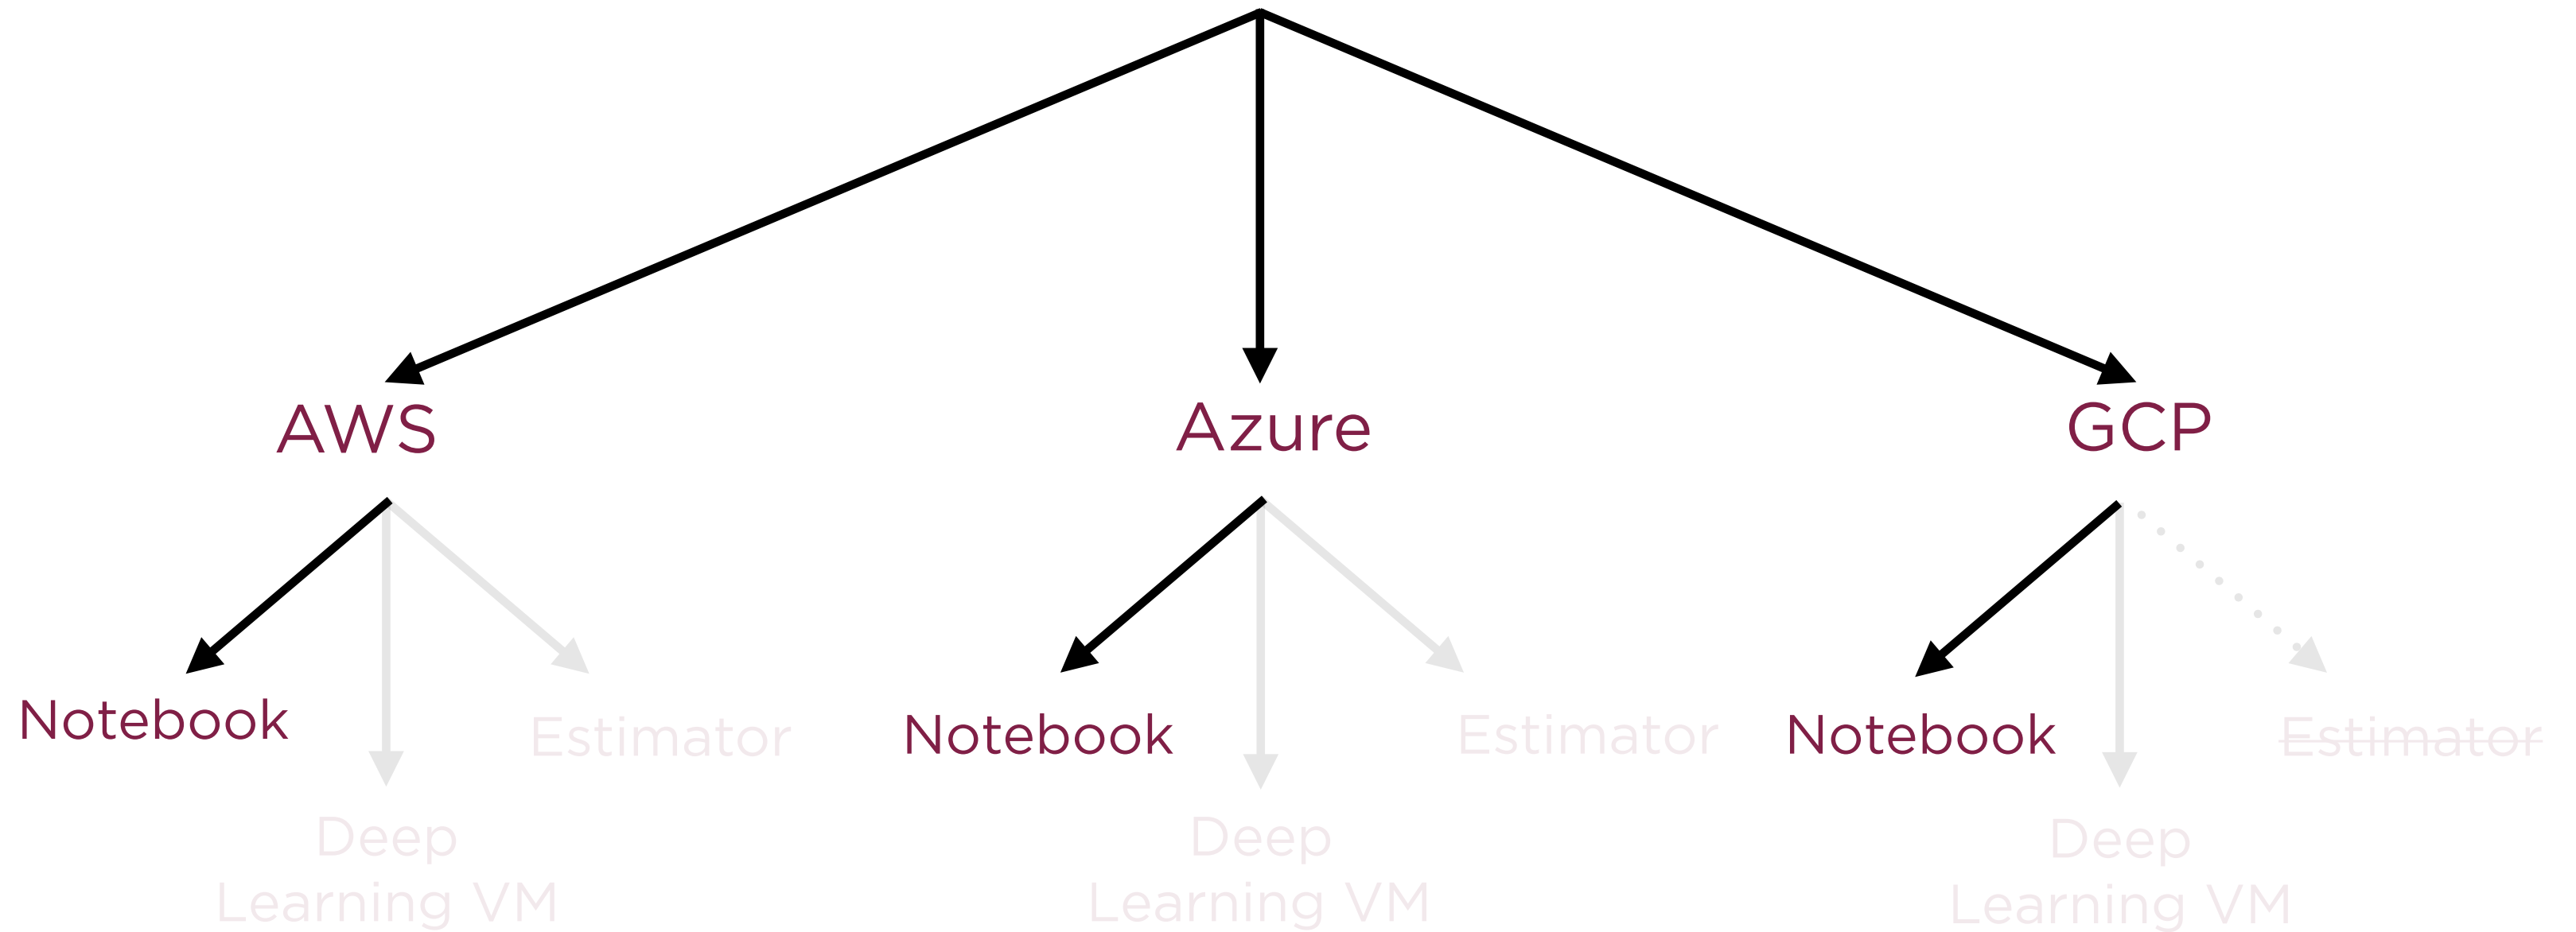 AWS
Azure
GCP
Notebook
Estimator
Deep
Learning VM
Notebook
Estimator
Deep
Learning VM
Notebook
Estimator
Deep
Learning VM